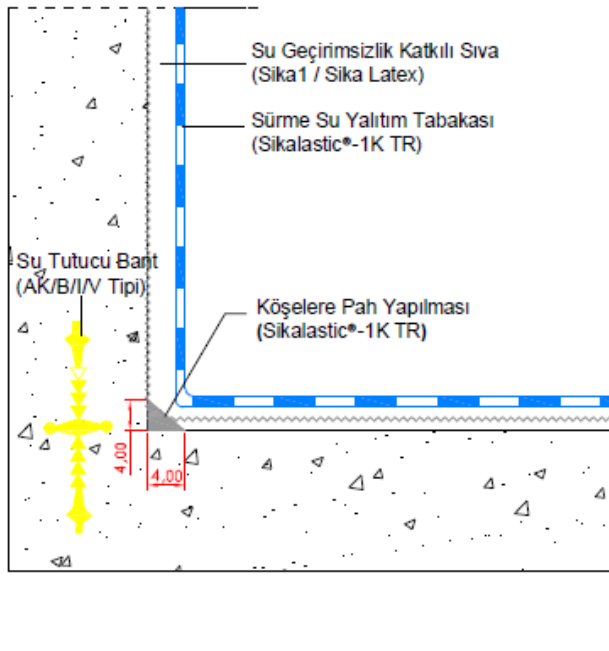 Su Geçirimsizlik Katkılı Sıva
(Sika1 / Sika Latex)
Sürme Su Yalıtım Tabakası
(Sikalastic®-1K TR)
Su Tutucu Bant
(AK/B/I/V Tipi)
Köşelere Pah Yapılması
(Sikalastic®-1K TR)
4,00
4,00